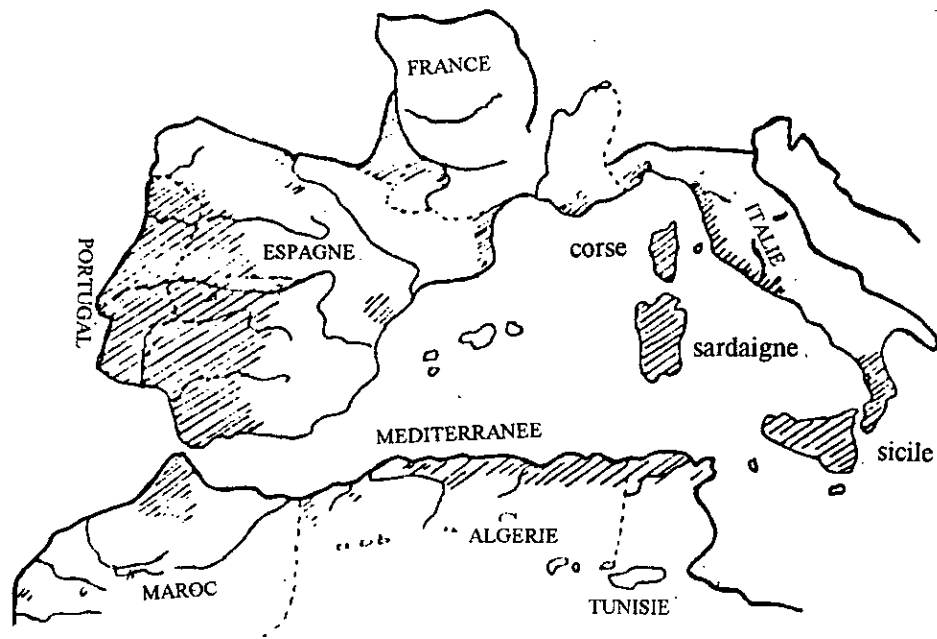 FRANCE
PORTUGAL
ESPAGNE
ITALIE
corse
sardaigne
MEDITERRANEE
sicile
ALGERIE
MAROC
TUNISIE